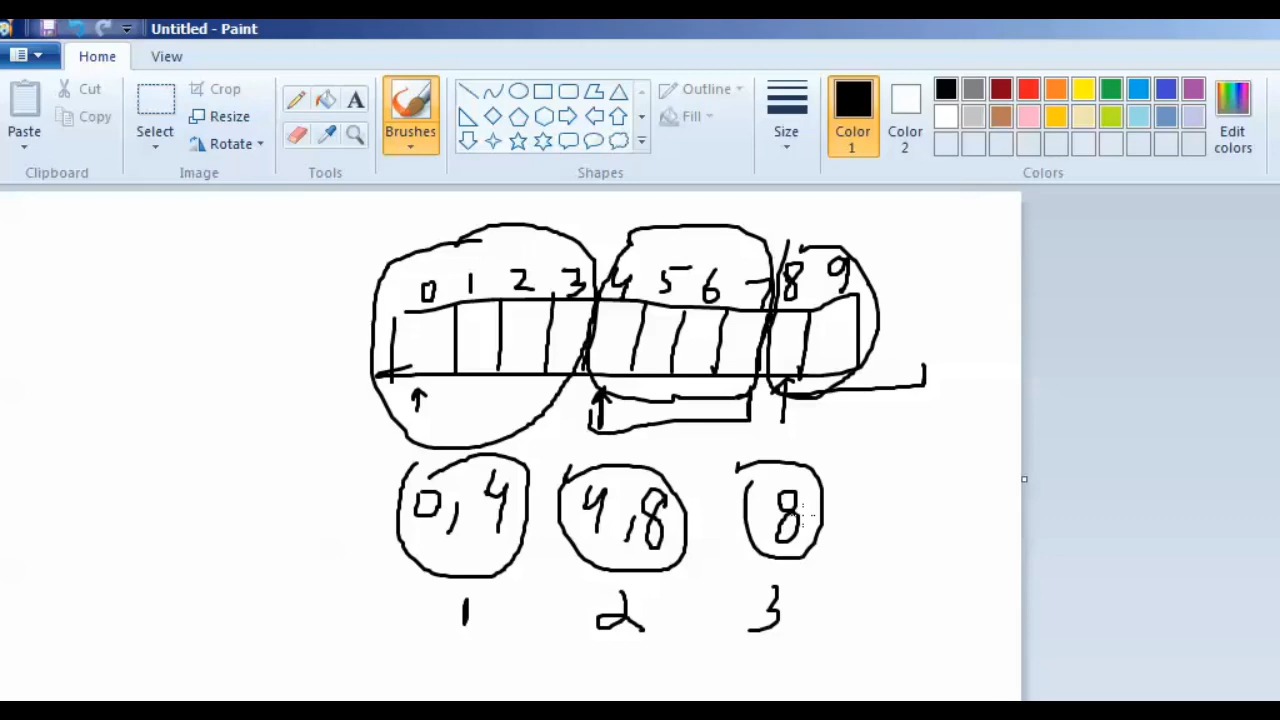 Untitled - Paint
Home View
Paste Cut Copy Select Crop Resize Rotate Brushes Outline Fill Size Color 1 Color 2 Edit colors
Clipboard Image Tools Shapes Colors
0 1 2 3 4 5 6 8 9
0, 4 4, 8 8
1 2 3